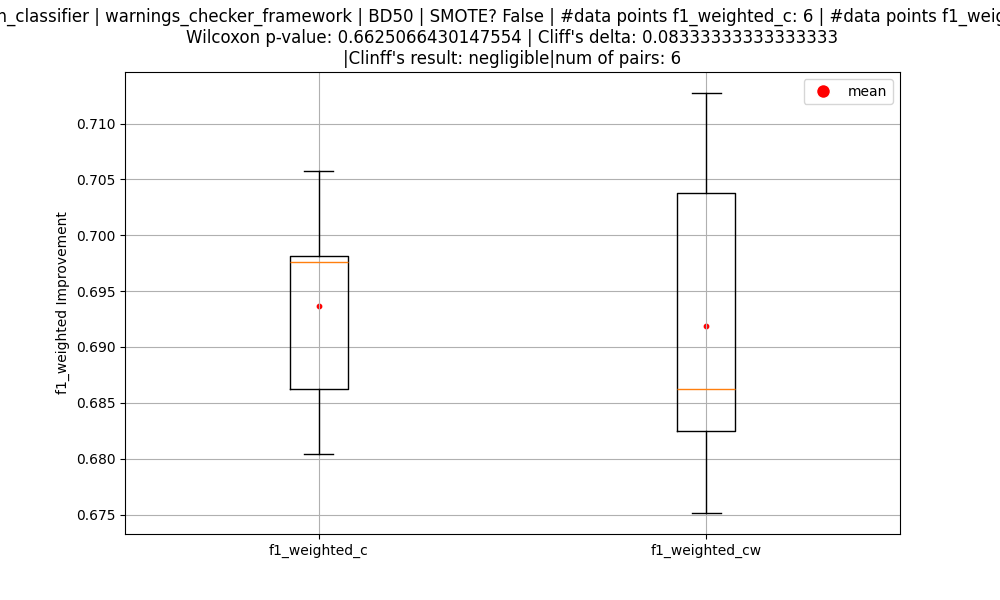 | warnings_checker_framework | BD50 | SMOTE? False | #data points f1_weighted_c: 6 | #data points
Wilcoxon p-value: 0.6625066430147554 | Cliff's delta: 0.08333333333333333
|Clinff's result: negligible|num of pairs: 6
mean
0.710
0.705
0.700
0.695
0.690
0.685
0.680
0.675
f1_weighted Improvement
f1_weighted_c
f1_weighted_cw